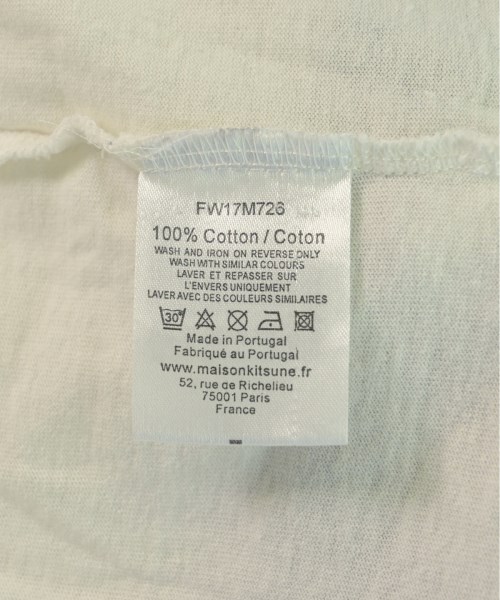 FW17M726
100% Cotton / Coton
WASH AND IRON ON REVERSE ONLY
WASH WITH SIMILAR COLOURS
LAVER ET REPASSER SUR
L'ENVERS UNIQUEMENT
LAVER AVEC DES COULEURS SIMILAIRES
30°
Made in Portugal
Fabriqué au Portugal
www.maisonkitsune.com/
52, rue de Richelieu
75001 Paris
France